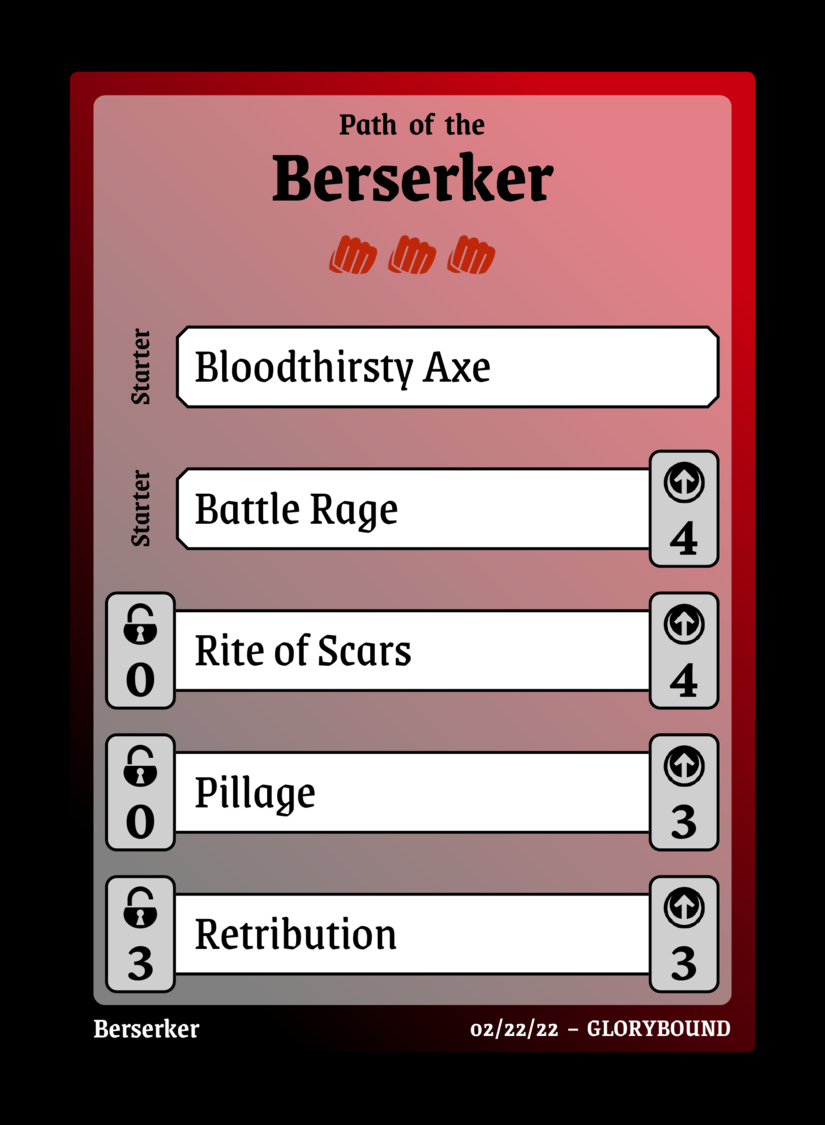 Path of the
Berserker
Starter
Bloodthirsty Axe
Starter
Battle Rage
4
0
Rite of Scars
4
0
Pillage
3
3
Retribution
3
Berserker
02/22/22 – GLORYBOUND